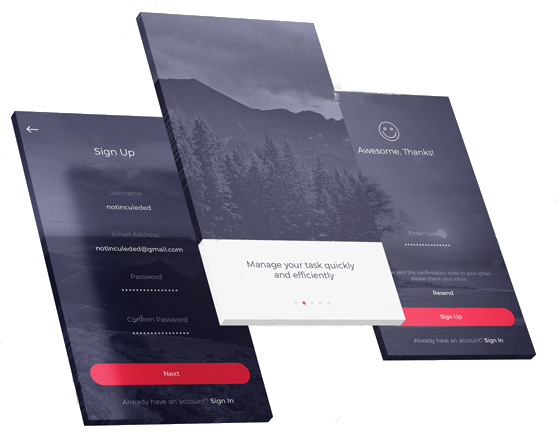 Sign Up
Username
notinculeded
Email Address
notinculeded@gmail.com
Password
Confirm Password
Next
Already have an account? Sign In
Manage your task quickly
and efficiently
Awesome, Thanks!
Enter Code
sent the confirmation code to your email,
please check your inbox
Resend
Sign Up
Already have an account? Sign In